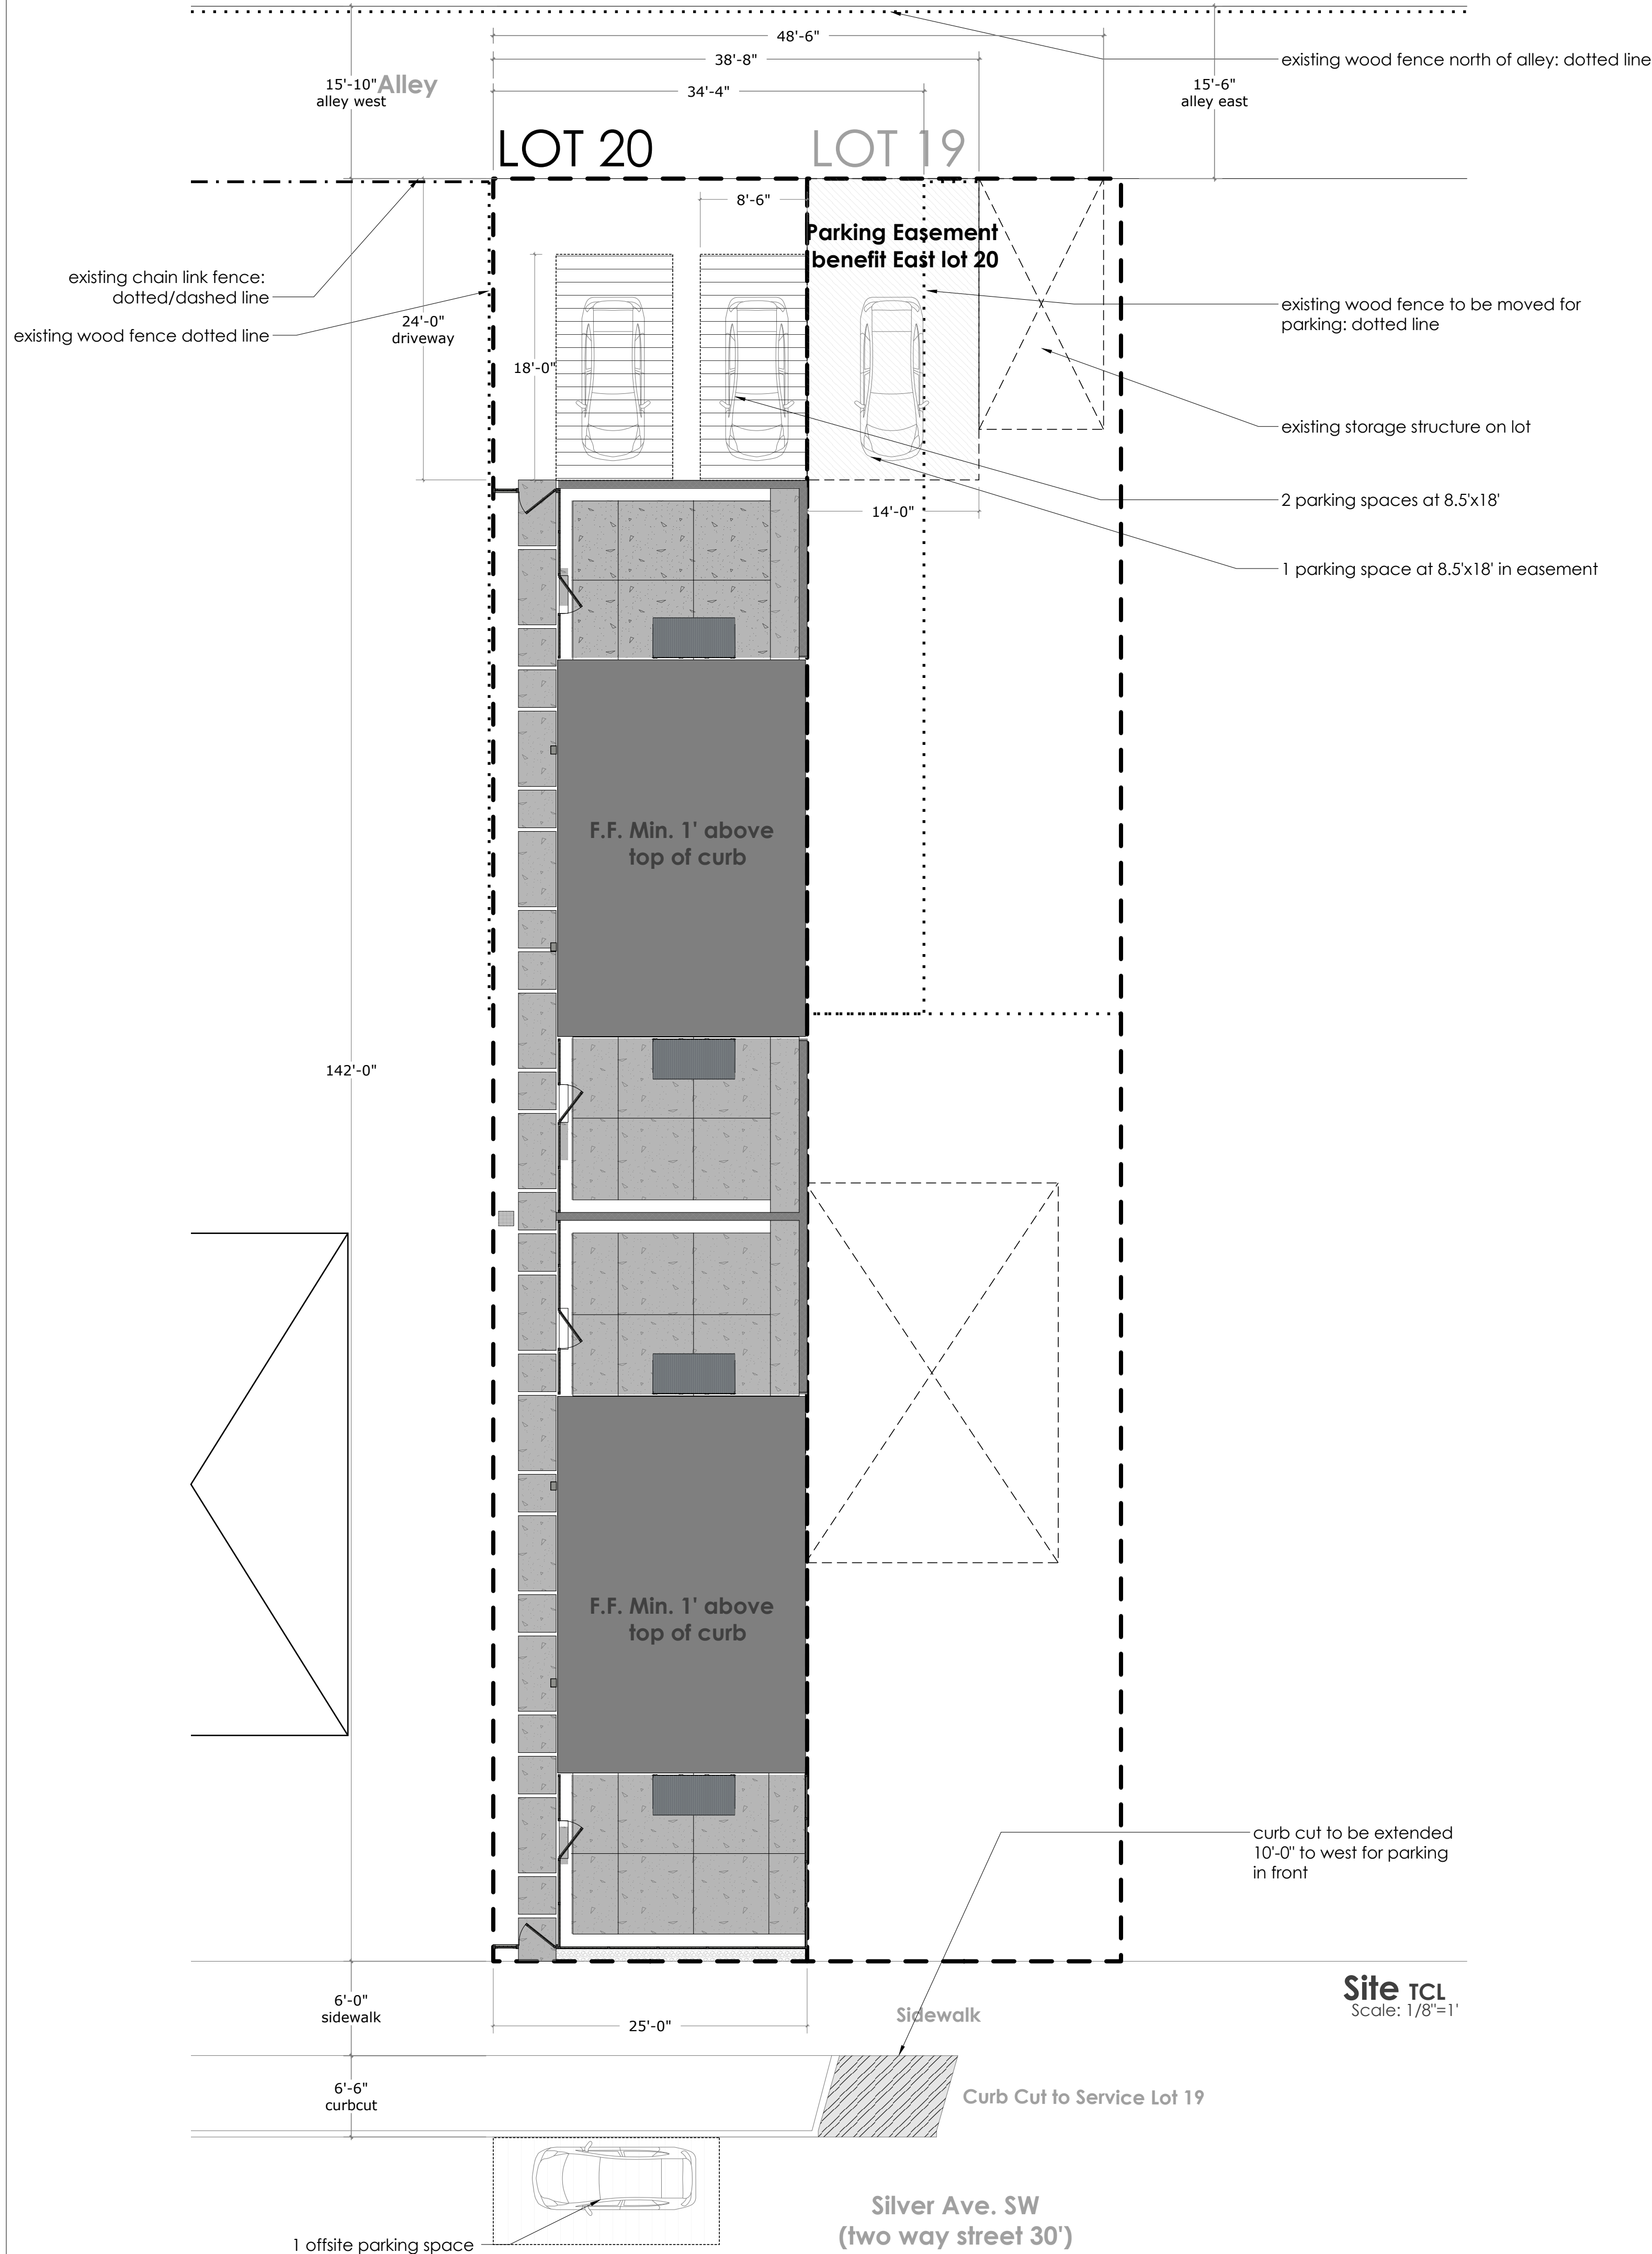 48'-6"
38'-8"
existing wood fence north of alley: dotted line
15'-10"
alley west
Alley
34'-4"
15'-6"
alley east
LOT 20
LOT 19
8'-6"
Parking Easement
benefit East lot 20
existing chain link fence:
dotted/dashed line
existing wood fence dotted line
24'-0"
driveway
18'-0"
existing wood fence to be moved for
parking: dotted line
existing storage structure on lot
2 parking spaces at 8.5'x18'
14'-0"
1 parking space at 8.5'x18' in easement
F.F. Min. 1' above
top of curb
142'-0"
F.F. Min. 1' above
top of curb
curb cut to be extended
10'-0" to west for parking
in front
Site TCL
Scale: 1/8"=1'
6'-0"
sidewalk
25'-0"
Sidewalk
6'-6"
curbcut
Curb Cut to Service Lot 19
Silver Ave. SW
(two way street 30')
1 offsite parking space